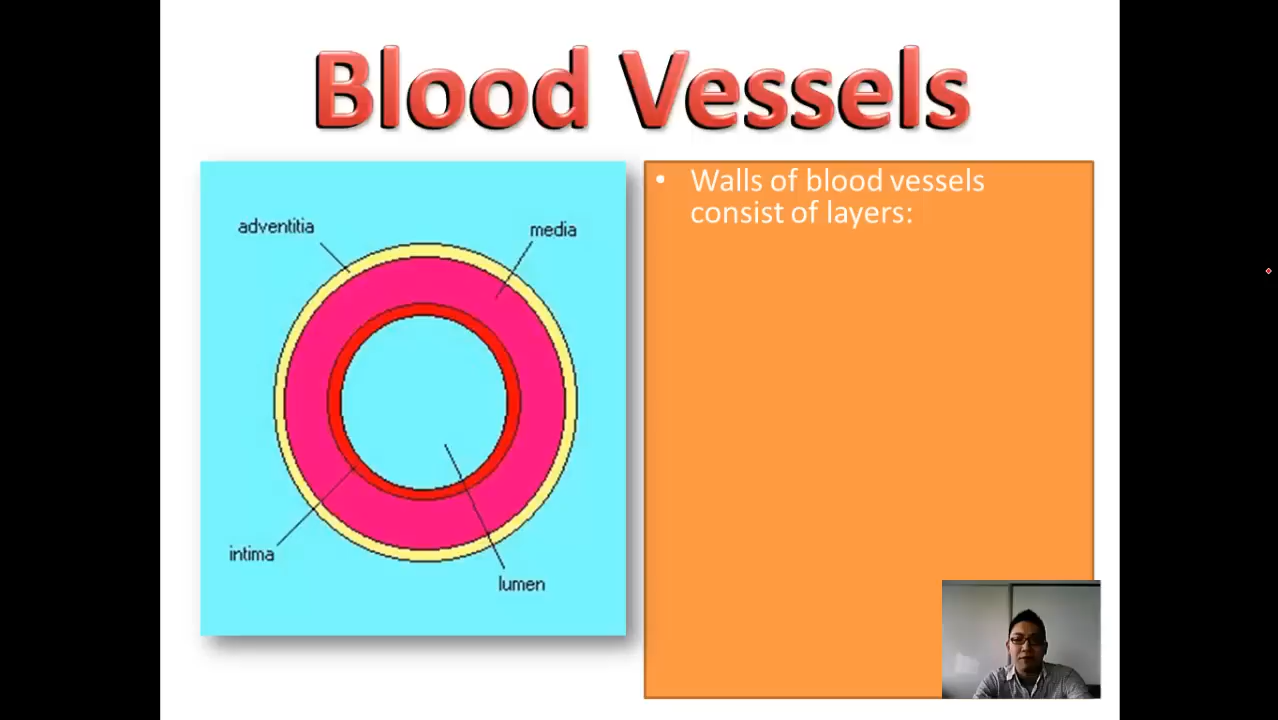 Blood Vessels
adventitia
media
intima
lumen
• Walls of blood vessels
consist of layers: